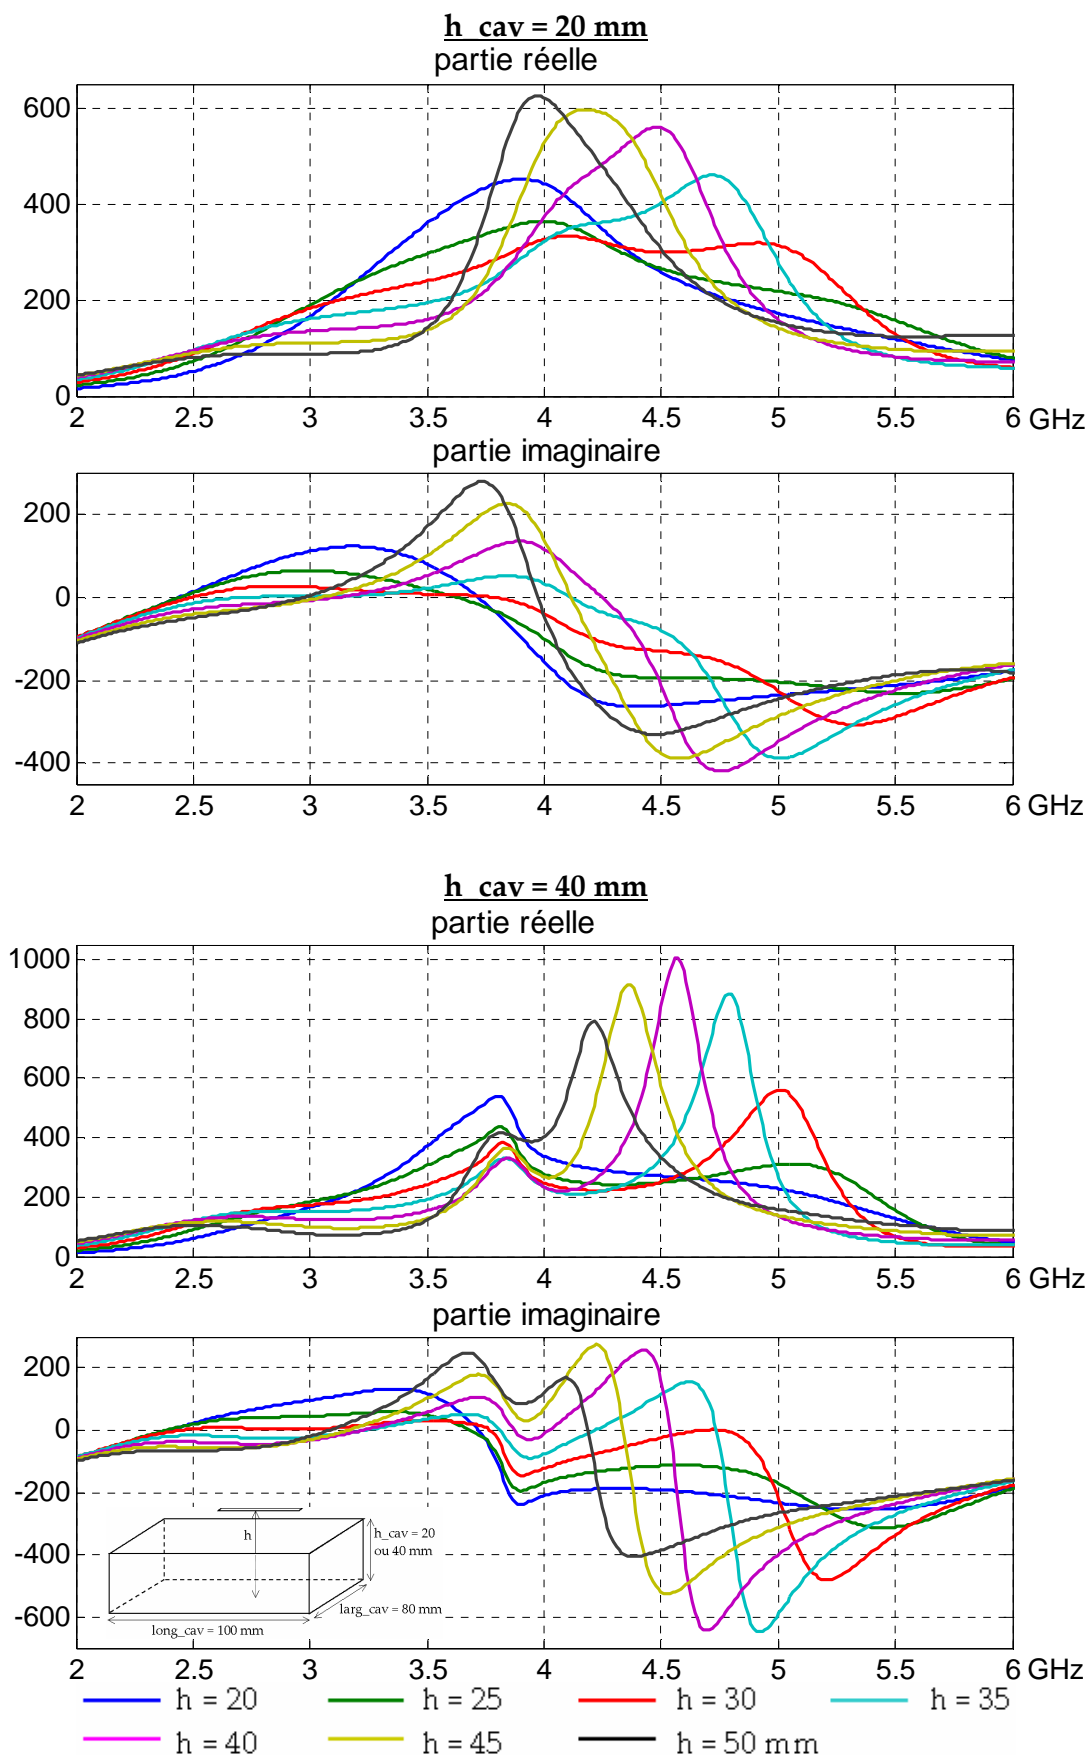 h_cav = 20 mm
partie réelle
600
400
200
0
2 2.5 3 3.5 4 4.5 5 5.5 6 GHz
partie imaginaire
200
0
-200
-400
2 2.5 3 3.5 4 4.5 5 5.5 6 GHz
h_cav = 40 mm
partie réelle
1000
800
600
400
200
0
2 2.5 3 3.5 4 4.5 5 5.5 6 GHz
partie imaginaire
200
0
-200
-400
-600
h
h_cav = 20
ou 40 mm
larg_cav = 80 mm
long_cav = 100 mm
2 2.5 3 3.5 4 4.5 5 5.5 6 GHz
h = 20 h = 25 h = 30 h = 35
h = 40 h = 45 h = 50 mm